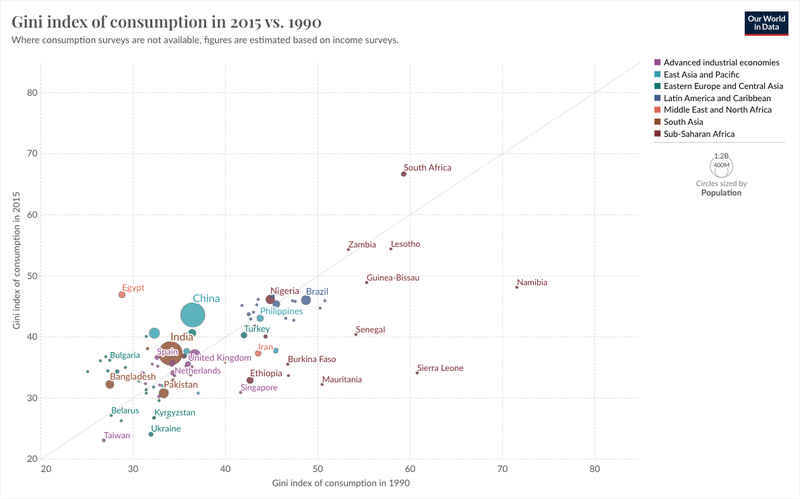 Gini index of consumption in 2015 vs. 1990
Where consumption surveys are not available, figures are estimated based on income surveys.
Our World
in Data
Advanced industrial economies
East Asia and Pacific
Eastern Europe and Central Asia
Latin America and Caribbean
Middle East and North Africa
South Asia
Sub-Saharan Africa
1:2B
400M
Circles sized by
Population
Gini index of consumption in 2015
80
70
60
50
40
30
20
South Africa
Zambia
Lesotho
Guinea-Bissau
Namibia
Egypt
China
Nigeria
Brazil
Philippines
Turkey
Senegal
India
Spain
United Kingdom
Iran
Bulgaria
Netherlands
Burkina Faso
Sierra Leone
Bangladesh
Pakistan
Ethiopia
Mauritania
Singapore
Belarus
Kyrgyzstan
Ukraine
Taiwan
20
30
40
50
60
70
80
Gini index of consumption in 1990